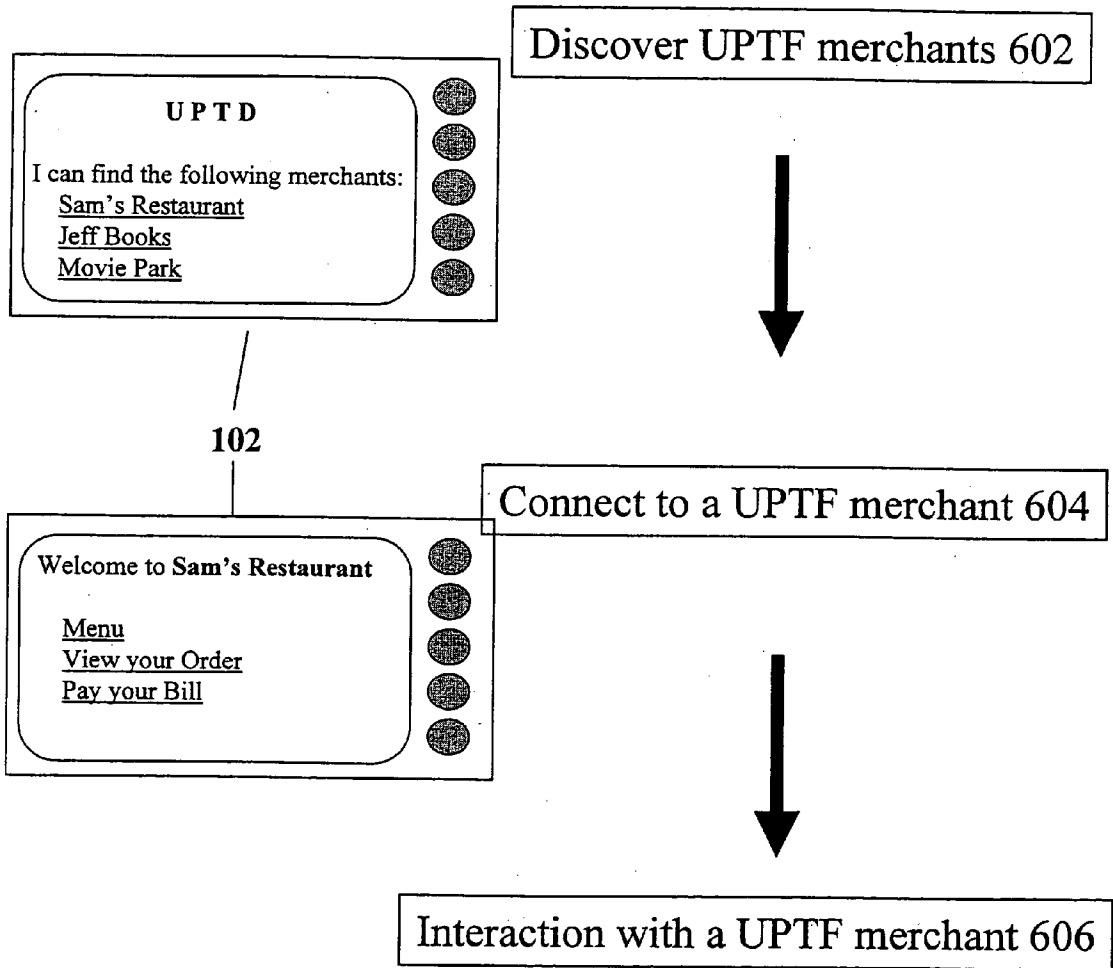 Discover UPTF merchants 602
U P T D
I can find the following merchants:
Sam's Restaurant
Jeff Books
Movie Park
102
Connect to a UPTF merchant 604
Welcome to Sam's Restaurant
Menu
View your Order
Pay your Bill
Interaction with a UPTF merchant 606